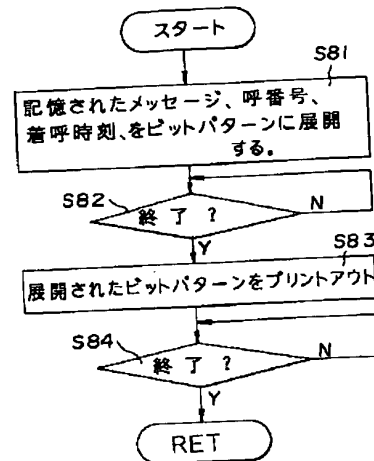 スタート
S81
記憶されたメッセージ、呼番号、
着呼時刻、をビットパターンに展開
する。
S82
終了?
N
Y
S83
展開されたビットパターンをプリントアウト
S84
終了?
N
Y
RET